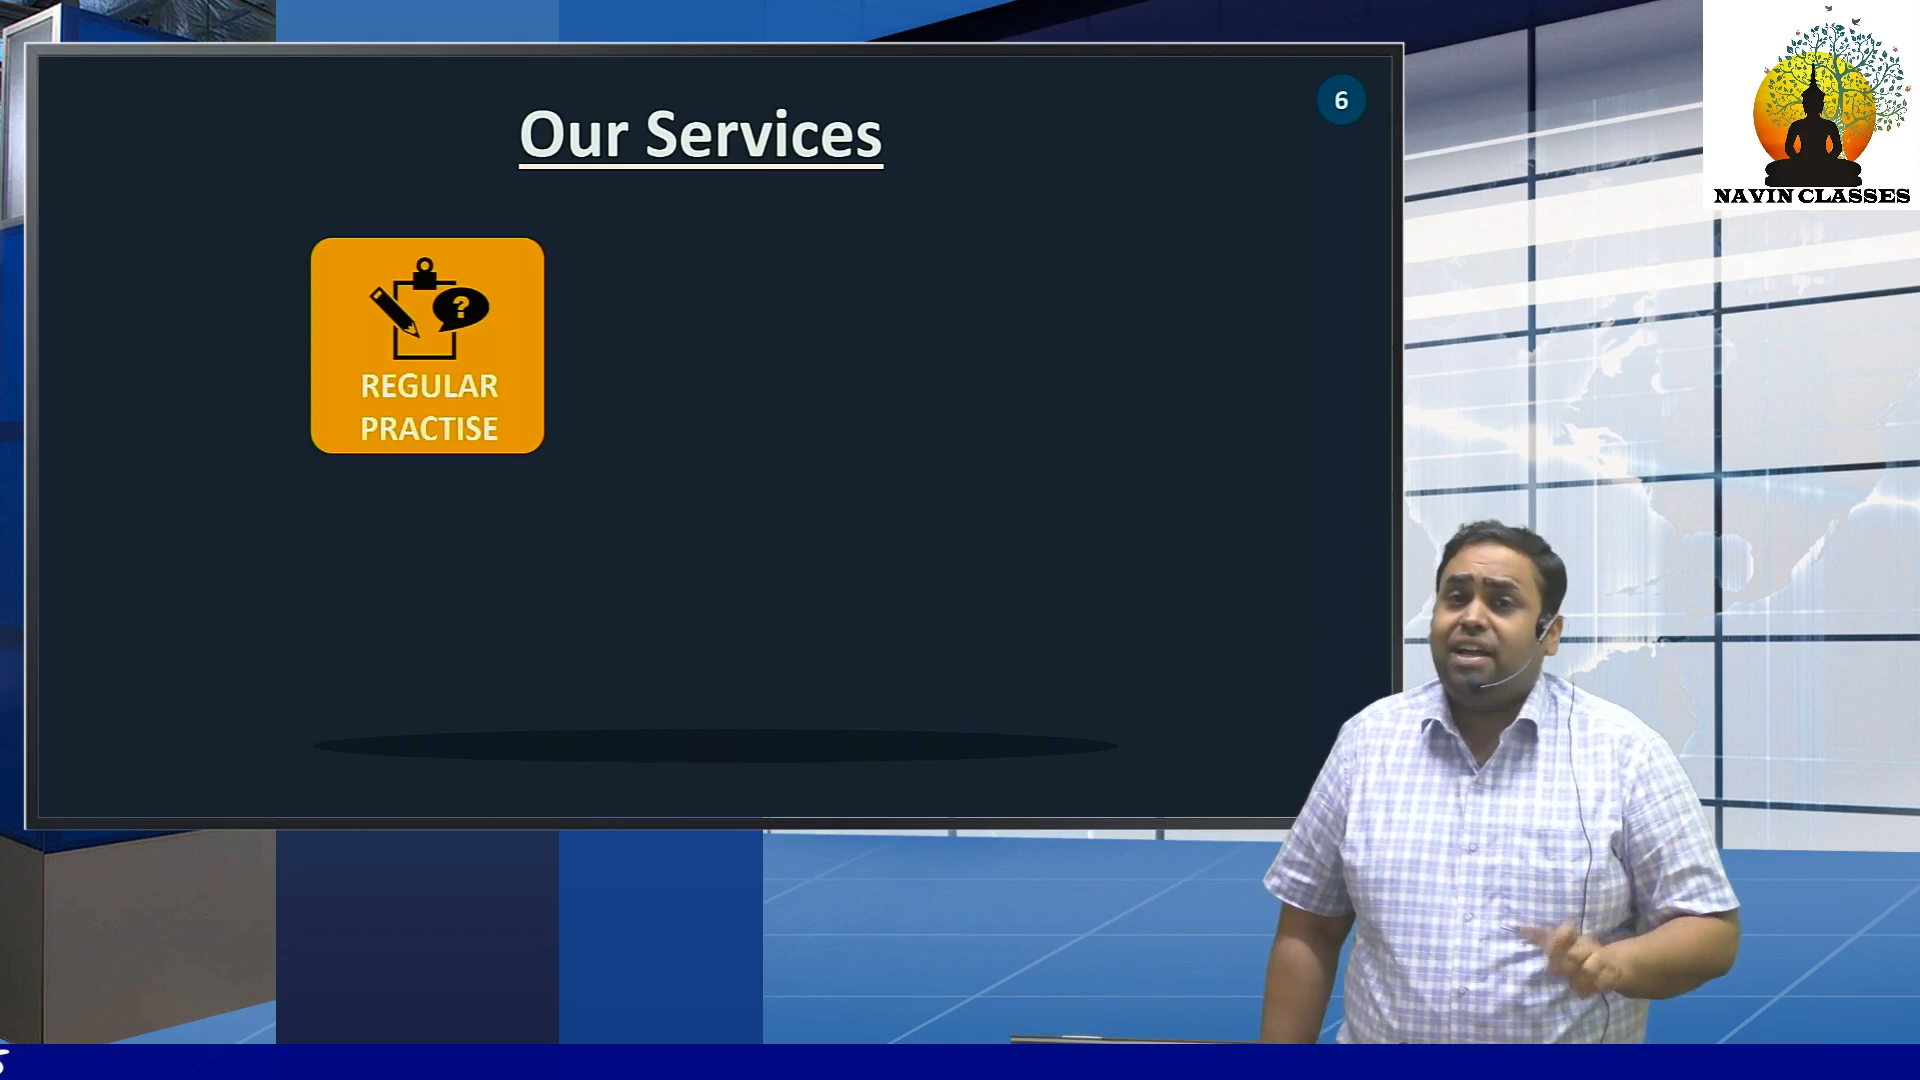 Our Services
6
REGULAR
PRACTISE
?
NAVIN CLASSES